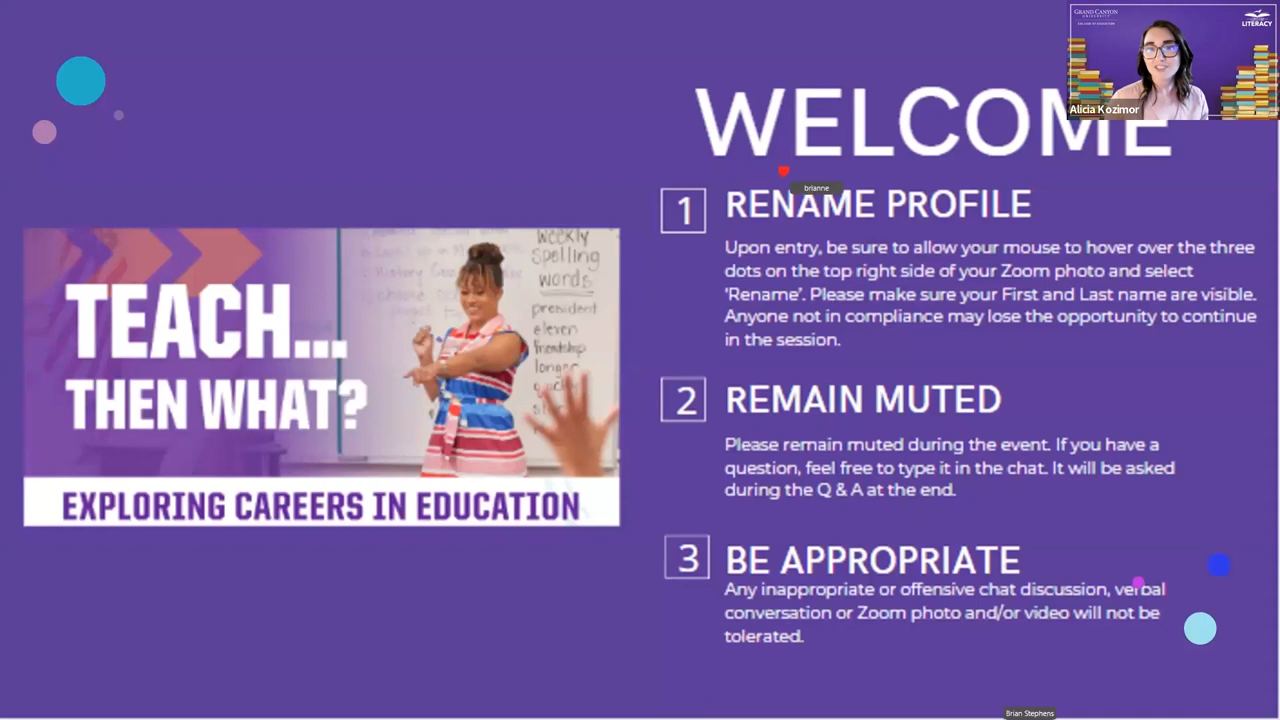 GRAND CANYON
UNIVERSITY
LITERACY
Alicia Kozimor
WELCOME
brianne
1 RENAME PROFILE
Upon entry, be sure to allow your mouse to hover over the three
dots on the top right side of your Zoom photo and select
'Rename'. Please make sure your First and Last name are visible.
Anyone not in compliance may lose the opportunity to continue
in the session.
2 REMAIN MUTED
Please remain muted during the event. If you have a
question, feel free to type it in the chat. It will be asked
during the Q & A at the end.
3 BE APPROPRIATE
Any inappropriate or offensive chat discussion, verbal
conversation or Zoom photo and/or video will not be
tolerated.
TEACH...
THEN WHAT?
EXPLORING CAREERS IN EDUCATION
weekly
spelling
words
president
eleven
friendship
longer
Brian Stephens